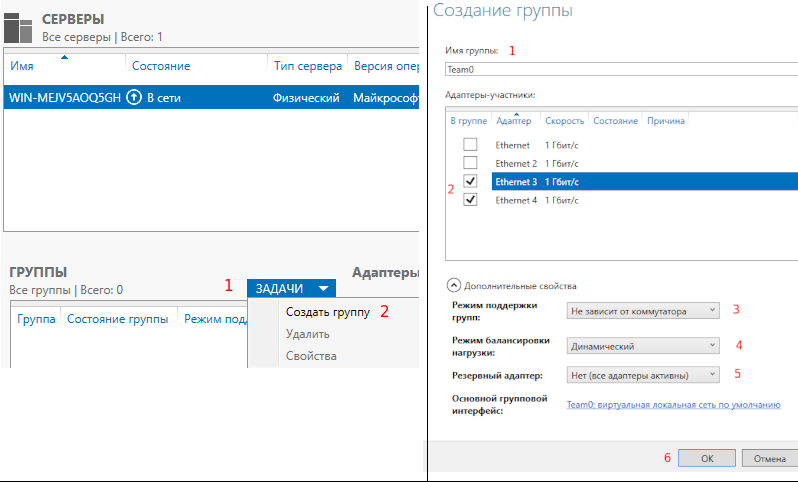 СЕРВЕРЫ
Все серверы | Всего: 1
Имя Состояние Тип сервера Версия опер
WIN-MEJV5AOQ5GH В сети Физический Майкрософт
ГРУППЫ
Все группы | Всего: 0
1 ЗАДАЧИ
Адаптеры
Группа Состояние группы Режим подд
Создать группу 2
Удалить
Свойства
Создание группы
Имя группы: 1
Team0
Адаптеры-участники:
В группе Адаптер Скорость Состояние Причина
Ethernet 1 Гбит/с
Ethernet 2 1 Гбит/с
2 Ethernet 3 1 Гбит/с
Ethernet 4 1 Гбит/с
Дополнительные свойства
Режим поддержки
групп: Не зависит от коммутатора 3
Режим балансировки
нагрузки: Динамический 4
Резервный адаптер: Нет (все адаптеры активны) 5
Основной групповой
интерфейс: Team0: виртуальная локальная сеть по умолчанию
6 ОК Отмена